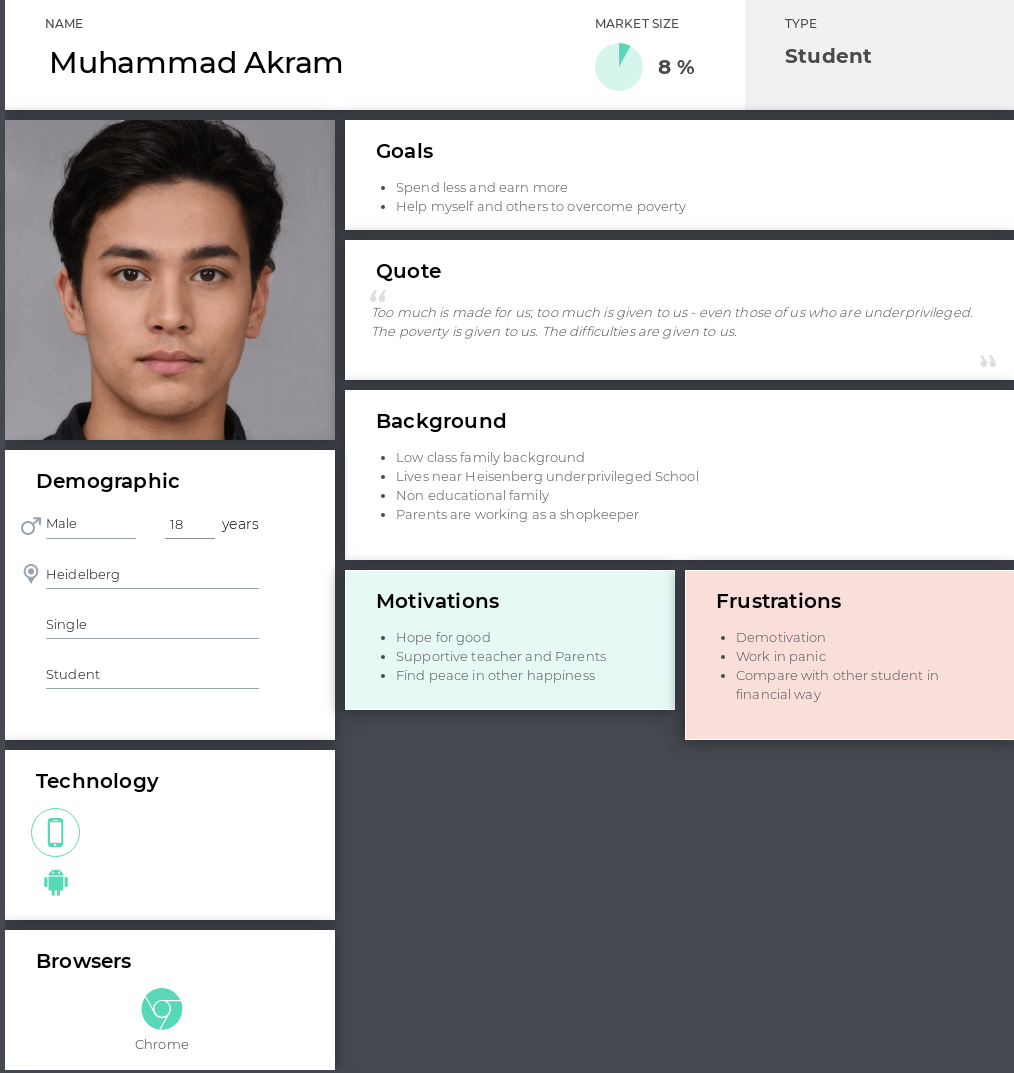 NAME
Muhammad Akram
MARKET SIZE
8 %
TYPE
Student
Goals
Spend less and earn more
Help myself and others to overcome poverty
Quote
“
Too much is made for us; too much is given to us - even those of us who are underprivileged.
The poverty is given to us. The difficulties are given to us.
”
Background
Low class family background
Lives near Heisenberg underprivileged School
Non educational family
Parents are working as a shopkeeper
Demographic
Male 18 years
Heidelberg
Single
Student
Motivations
Hope for good
Supportive teacher and Parents
Find peace in other happiness
Frustrations
Demotivation
Work in panic
Compare with other student in
financial way
Technology
Browsers
Chrome